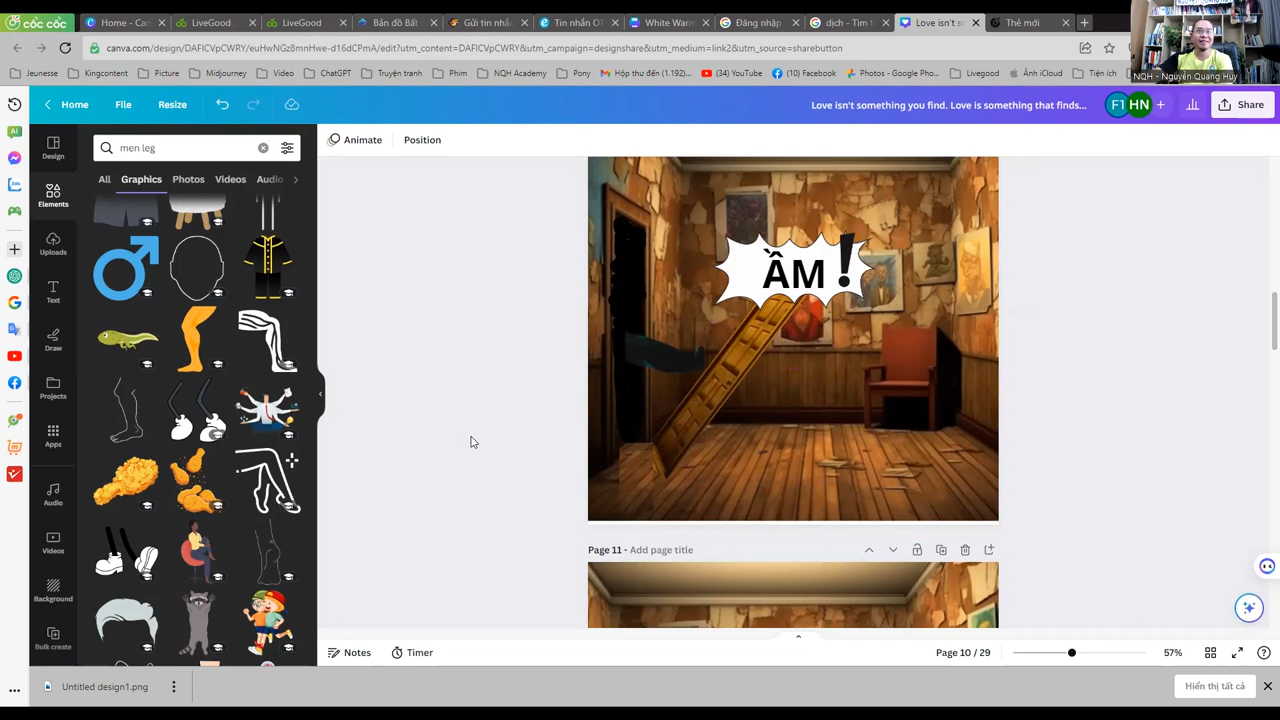 cốc cốc
Home - Can
LiveGood
LiveGood
Bản đồ Bất
Gửi tin nhắn
Tin nhắn OT
White Warm
Đăng nhập
dịch - Tìm t
Love isn't so
Thẻ mới
canva.com/design/DAFlCVpCWRY/euHwNGz8mnHwe-d16dCPmA/edit?utm_content=DAFlCVpCWRY&utm_campaign=designshare&utm_medium=link2&utm_source=sharebutton
Jeunesse
Kingcontent
Picture
Midjourney
Video
ChatGPT
Truyện tranh
Phim
NQH Academy
Pony
Hộp thư đến (1.192)...
(34) YouTube
(10) Facebook
Photos - Google Pho...
Livegood
Ảnh iCloud
Tiện ích
NQH - Nguyễn Quang Huy
Home
File
Resize
Love isn't something you find. Love is something that finds...
F1
HN
Share
Design
Elements
Uploads
Text
Draw
Projects
Apps
Audio
Videos
Background
Bulk create
AI
Zalo
men leg
All
Graphics
Photos
Videos
Audio
Animate
Position
ẦM !
Page 11 - Add page title
Notes
Timer
Page 10 / 29
57%
Untitled design1.png
Hiển thị tất cả